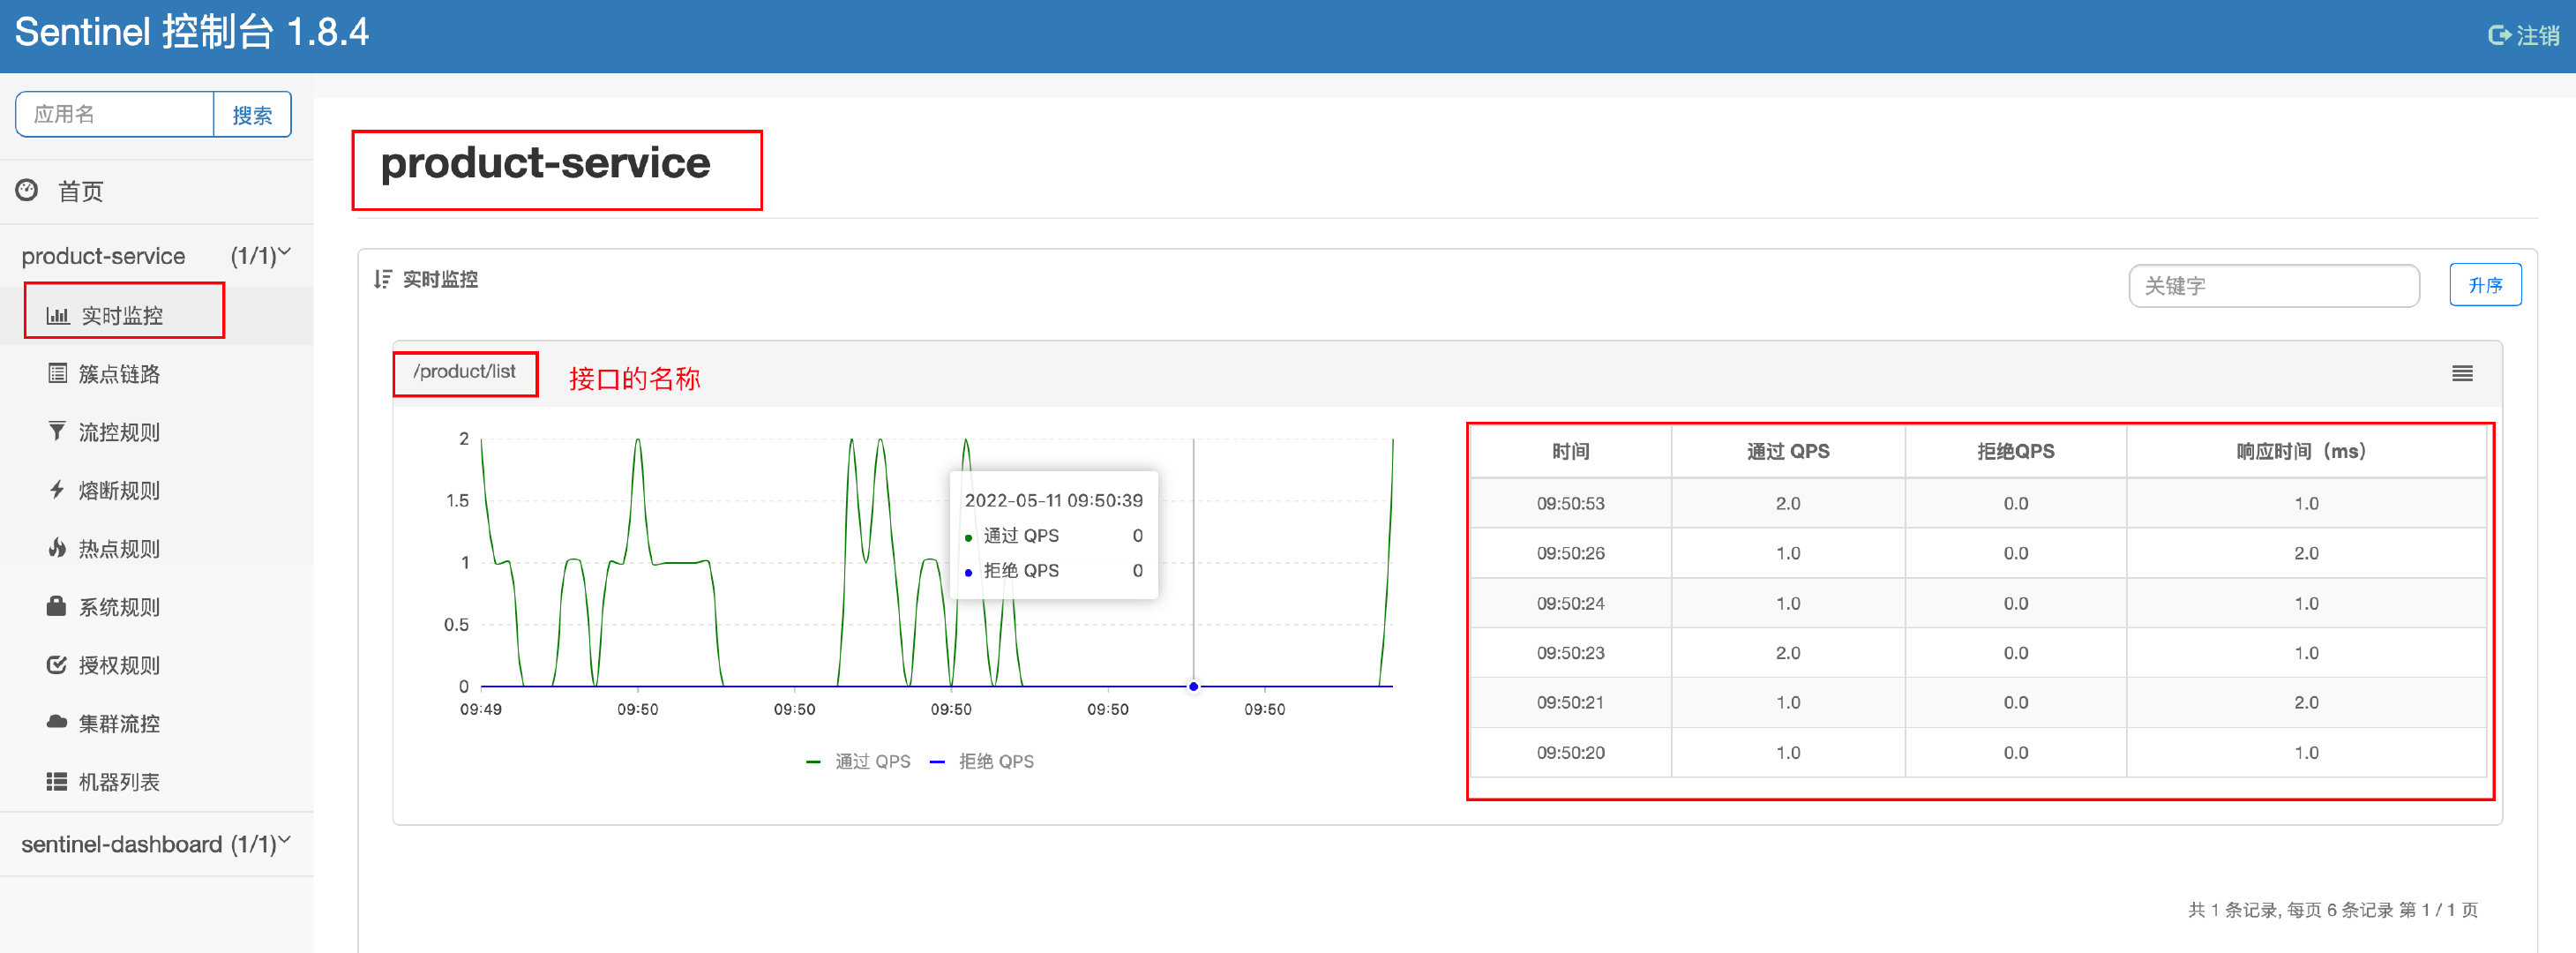 Sentinel 控制台 1.8.4
注销
应用名
搜索
首页
product-service (1/1)
实时监控
簇点链路
流控规则
熔断规则
热点规则
系统规则
授权规则
集群流控
机器列表
sentinel-dashboard (1/1)
product-service
实时监控
关键字
升序
/product/list
接口的名称
2
1.5
1
0.5
0
09:49 09:50 09:50 09:50 09:50 09:50
2022-05-11 09:50:39
通过 QPS 0
拒绝 QPS 0
通过 QPS 拒绝 QPS
时间 通过 QPS 拒绝QPS 响应时间（ms）
09:50:53 2.0 0.0 1.0
09:50:26 1.0 0.0 2.0
09:50:24 1.0 0.0 1.0
09:50:23 2.0 0.0 1.0
09:50:21 1.0 0.0 2.0
09:50:20 1.0 0.0 1.0
共 1 条记录, 每页 6 条记录 第 1 / 1 页